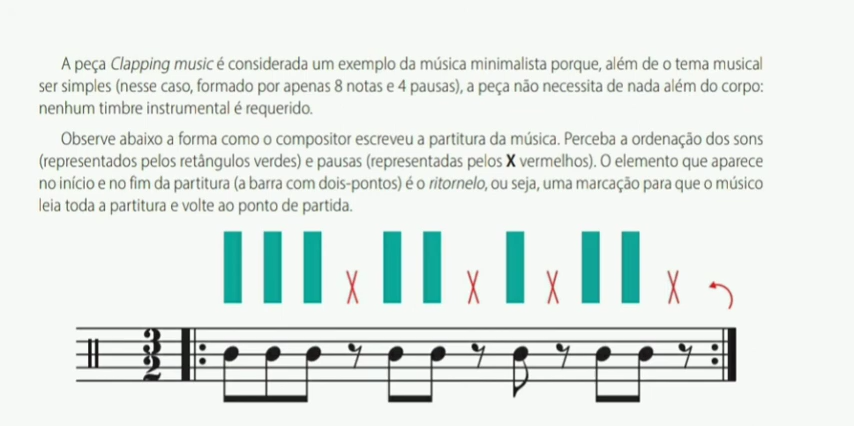 A peça Clapping music é considerada um exemplo da música minimalista porque, além de o tema musical
ser simples (nesse caso, formado por apenas 8 notas e 4 pausas), a peça não necessita de nada além do corpo:
nenhum timbre instrumental é requerido.
Observe abaixo a forma como o compositor escreveu a partitura da música. Perceba a ordenação dos sons
(representados pelos retângulos verdes) e pausas (representadas pelos X vermelhos). O elemento que aparece
no início e no fim da partitura (a barra com dois-pontos) é o ritornelo, ou seja, uma marcação para que o músico
leia toda a partitura e volte ao ponto de partida.
X X X X
3
2